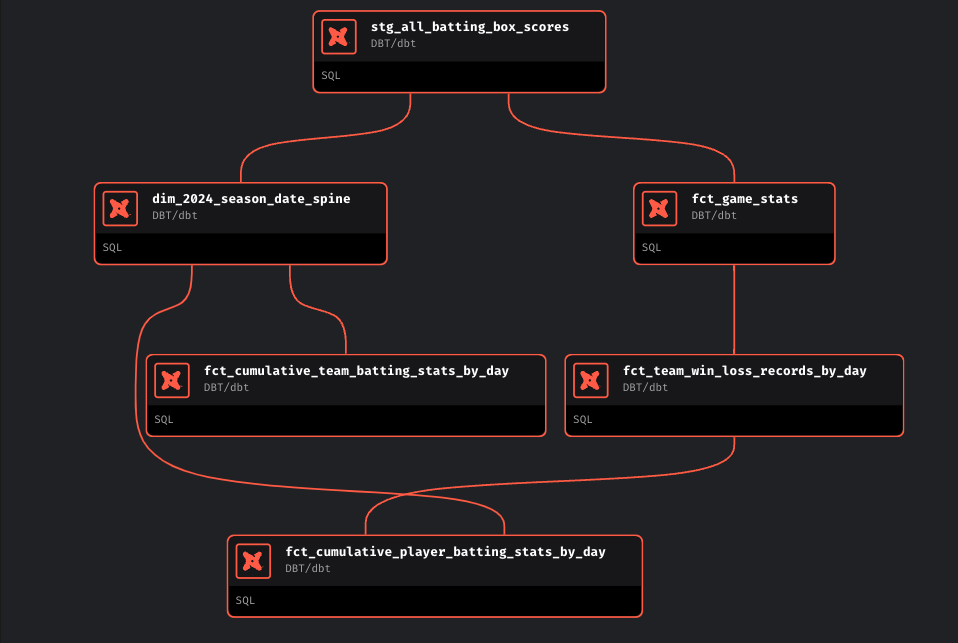 stg_all_batting_box_scores
DBT/dbt
SQL
dim_2024_season_date_spine
DBT/dbt
SQL
fct_game_stats
DBT/dbt
SQL
fct_cumulative_team_batting_stats_by_day
DBT/dbt
SQL
fct_team_win_loss_records_by_day
DBT/dbt
SQL
fct_cumulative_player_batting_stats_by_day
DBT/dbt
SQL